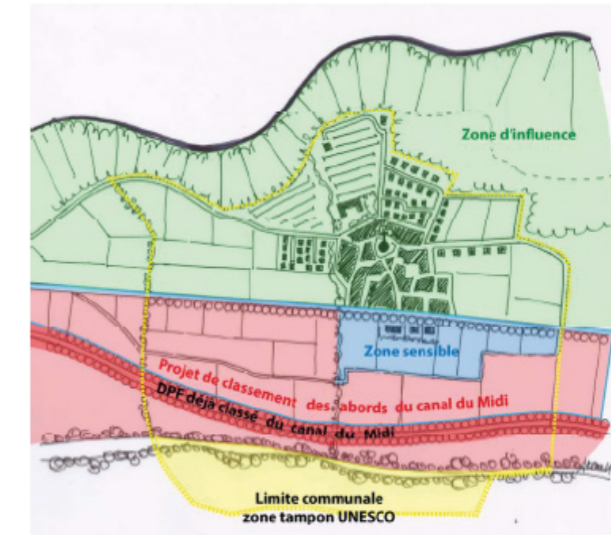 Zone d'influence
Zone sensible
Projet de classement des abords du canal du Midi
DPF déjà classé du canal du Midi
Limite communale
zone tampon UNESCO